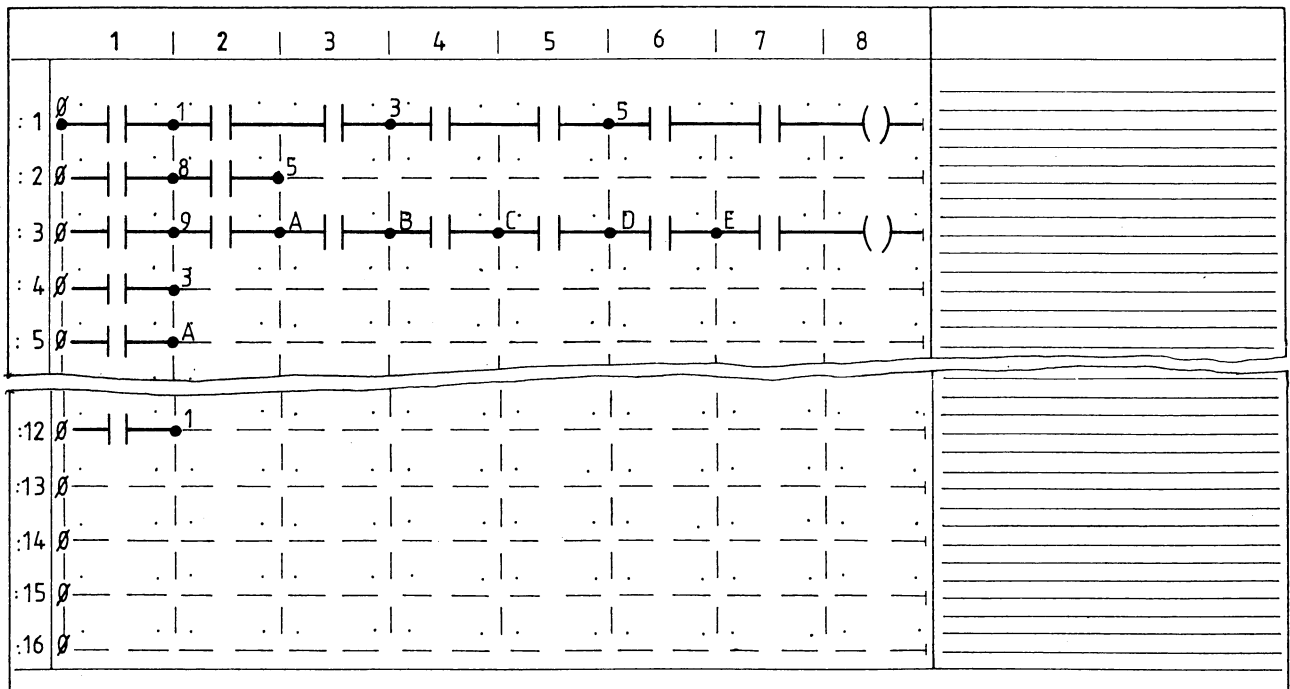 1 | 2 | 3 | 4 | 5 | 6 | 7 | 8
:1 Ø 1 3 5
:2 Ø 8 5
:3 Ø 9 A B C D E
:4 Ø 3
:5 Ø A
:12 Ø 1
:13 Ø
:14 Ø
:15 Ø
:16 Ø